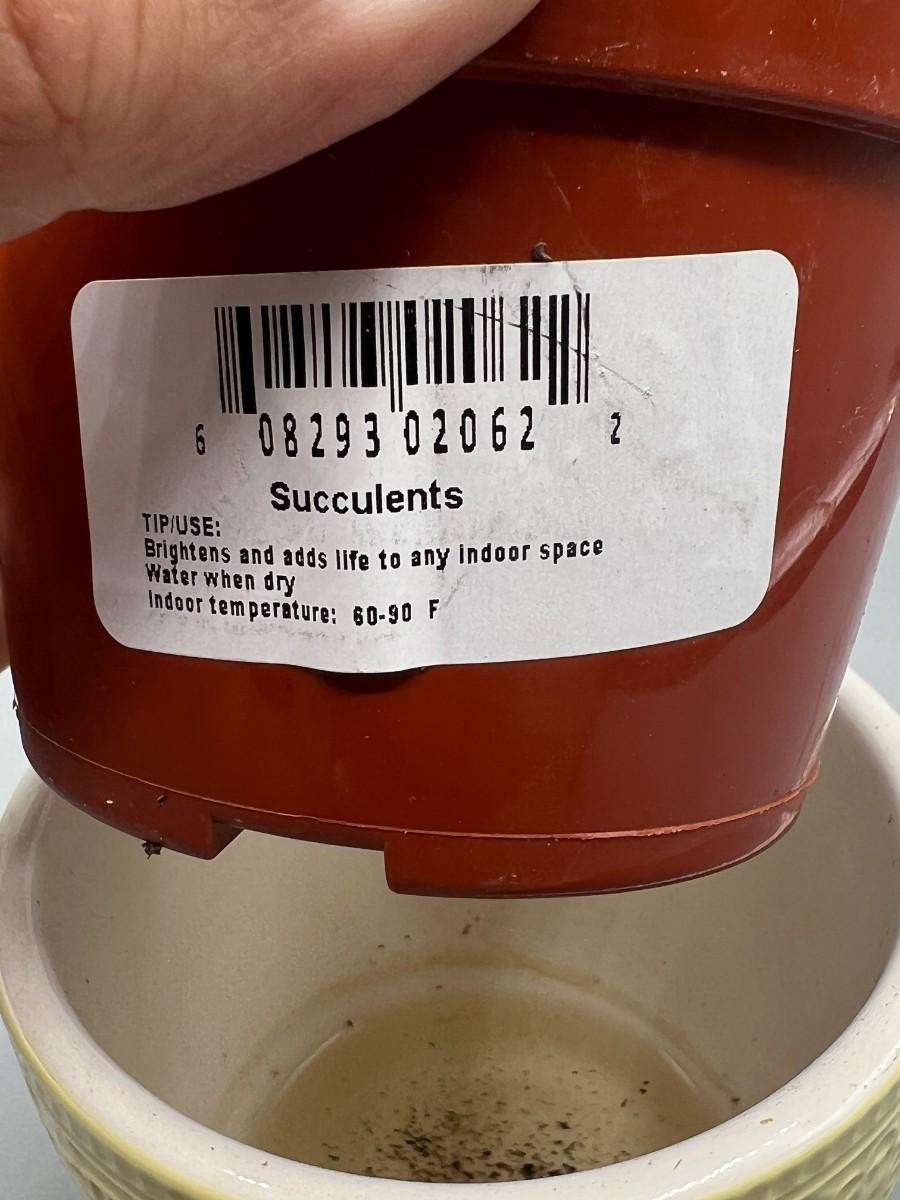 6 08293 02062 2
Succulents
TIP/USE:
Brightens and adds life to any indoor space
Water when dry
Indoor temperature: 60-90 F